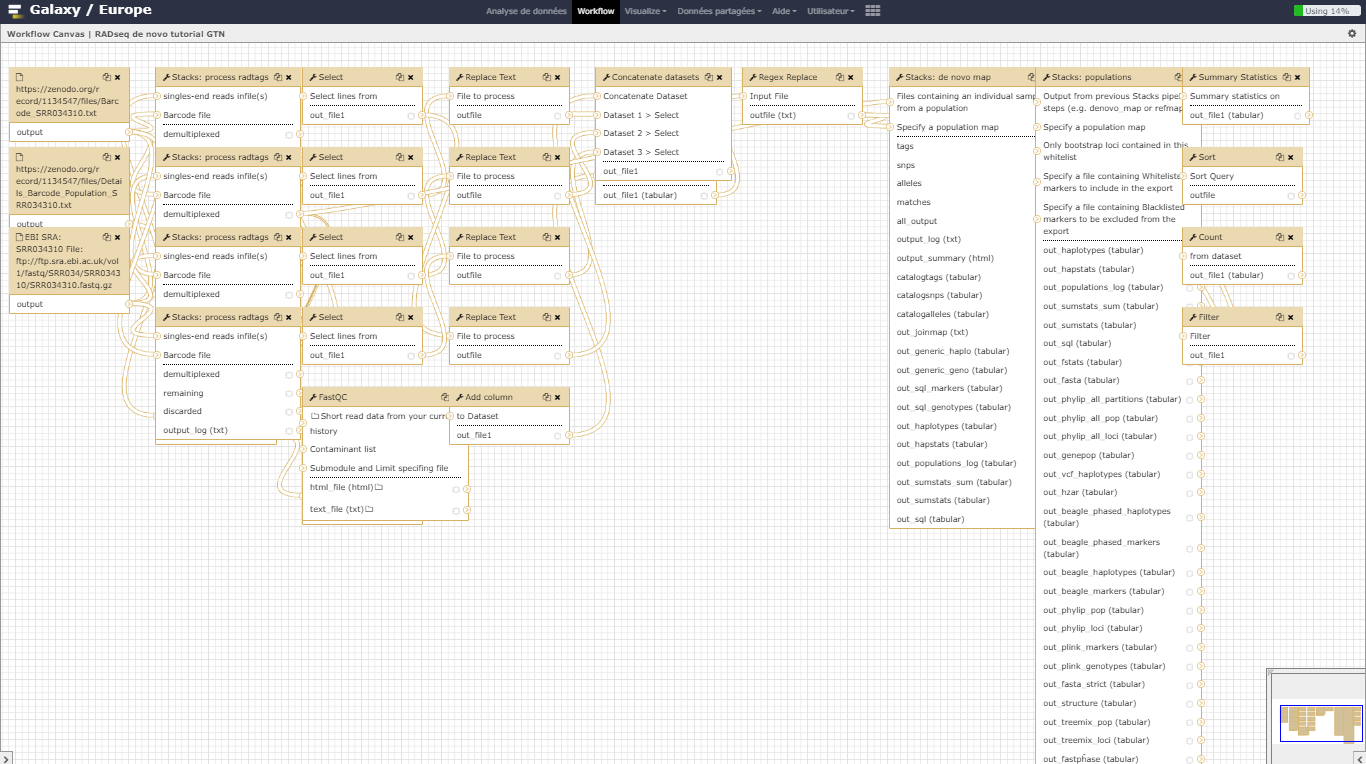 Galaxy / Europe
Analyse de données
Workflow
Visualize
Données partagées
Aide
Utilisateur
Using 14%
Workflow Canvas | RADseq de novo tutorial GTN
https://zenodo.org/r
ecord/1134547/files/Barc
ode_SRR034310.txt
output
https://zenodo.org/r
ecord/1134547/files/Detai
ls_Barcode_Population_S
RR034310.txt
output
EBI SRA:
SRR034310 File:
ftp://ftp.sra.ebi.ac.uk/vol
1/fastq/SRR034/SRR0343
10/SRR034310.fastq.gz
output
Stacks: process radtags
singles-end reads infile(s)
Barcode file
demultiplexed
Stacks: process radtags
singles-end reads infile(s)
Barcode file
demultiplexed
Stacks: process radtags
singles-end reads infile(s)
Barcode file
demultiplexed
Stacks: process radtags
singles-end reads infile(s)
Barcode file
demultiplexed
remaining
discarded
output_log (txt)
Select
Select lines from
out_file1
Select
Select lines from
out_file1
Select
Select lines from
out_file1
Select
Select lines from
out_file1
FastQC
Short read data from your curr
history
Contaminant list
Submodule and Limit specifing file
html_file (html)
text_file (txt)
Replace Text
File to process
outfile
Replace Text
File to process
outfile
Replace Text
File to process
outfile
Replace Text
File to process
outfile
Add column
to Dataset
out_file1
Concatenate datasets
Concatenate Dataset
Dataset 1 > Select
Dataset 2 > Select
Dataset 3 > Select
out_file1
out_file1 (tabular)
Regex Replace
Input File
outfile (txt)
Stacks: de novo map
Files containing an individual samp
from a population
Specify a population map
tags
snps
alleles
matches
all_output
output_log (txt)
output_summary (html)
catalogtags (tabular)
catalogsnps (tabular)
catalogalleles (tabular)
out_joinmap (txt)
out_generic_haplo (tabular)
out_generic_geno (tabular)
out_sql_markers (tabular)
out_sql_genotypes (tabular)
out_haplotypes (tabular)
out_hapstats (tabular)
out_populations_log (tabular)
out_sumstats_sum (tabular)
out_sumstats (tabular)
out_sql (tabular)
Stacks: populations
Output from previous Stacks pipe
steps (e.g. denovo_map or refmap
Specify a population map
Only bootstrap loci contained in this
whitelist
Specify a file containing Whiteliste
markers to include in the export
Specify a file containing Blacklisted
markers to be excluded from the
export
out_haplotypes (tabular)
out_hapstats (tabular)
out_populations_log (tabular)
out_sumstats_sum (tabular)
out_sumstats (tabular)
out_sql (tabular)
out_fstats (tabular)
out_fasta (tabular)
out_phylip_all_partitions (tabular)
out_phylip_all_pop (tabular)
out_phylip_all_loci (tabular)
out_genepop (tabular)
out_vcf_haplotypes (tabular)
out_hzar (tabular)
out_beagle_phased_haplotypes
(tabular)
out_beagle_phased_markers
(tabular)
out_beagle_haplotypes (tabular)
out_beagle_markers (tabular)
out_phylip_pop (tabular)
out_phylip_loci (tabular)
out_plink_markers (tabular)
out_plink_genotypes (tabular)
out_fasta_strict (tabular)
out_structure (tabular)
out_treemix_pop (tabular)
out_treemix_loci (tabular)
out_fastphase (tabular)
Summary Statistics
Summary statistics on
out_file1 (tabular)
Sort
Sort Query
outfile
Count
from dataset
out_file1 (tabular)
Filter
Filter
out_file1